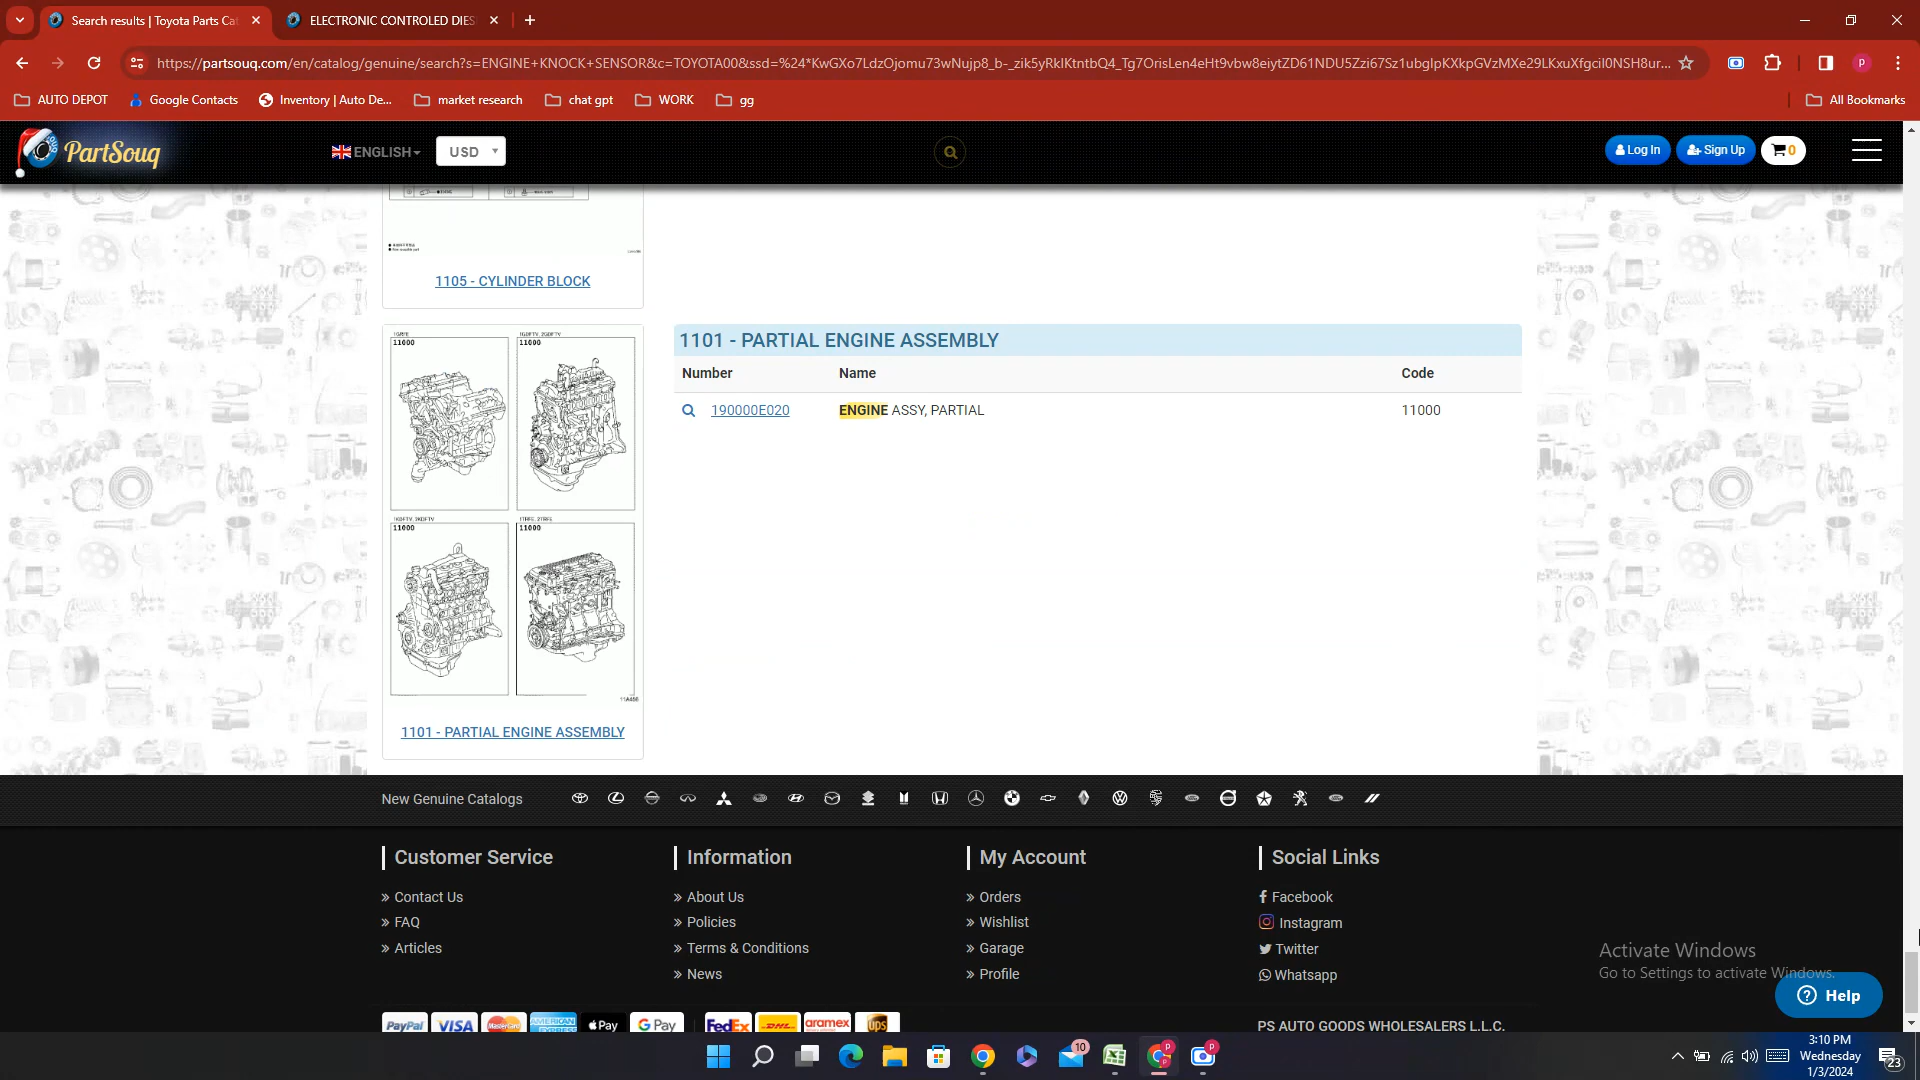 Search results | Toyota Parts Cat
ELECTRONIC CONTROLED DIES
https://partsouq.com/en/catalog/genuine/search?s=ENGINE+KNOCK+SENSOR&c=TOYOTA00&ssd=%24*KwGXo7LdzOjomu73wNujp8_b-_zik5yRklKtntbQ4_Tg7OrisLen4eHt9vbw8eiytZD61NDU5Zzi67Sz1ubgIpKXkpGVzMXe29LKxuXfgciI0NSH8ur...
AUTO DEPOT
Google Contacts
Inventory | Auto De...
market research
chat gpt
WORK
gg
All Bookmarks
PartSouq
ENGLISH
USD
Log In
Sign Up
0
1105 - CYLINDER BLOCK
11000
11000
11000
11000
1101 - PARTIAL ENGINE ASSEMBLY
1101 - PARTIAL ENGINE ASSEMBLY
Number Name Code
190000E020 ENGINE ASSY, PARTIAL 11000
New Genuine Catalogs
Customer Service
Contact Us
FAQ
Articles
Information
About Us
Policies
Terms & Conditions
News
My Account
Orders
Wishlist
Garage
Profile
Social Links
Facebook
Instagram
Twitter
Whatsapp
Activate Windows
Go to Settings to activate Windows.
Help
PayPal VISA MasterCard AMERICAN EXPRESS Pay G Pay FedEx DHL aramex ups
PS AUTO GOODS WHOLESALERS L.L.C.
10
P
P
3:10 PM
Wednesday
1/3/2024
23